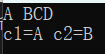 A BCD
c1=A c2=B